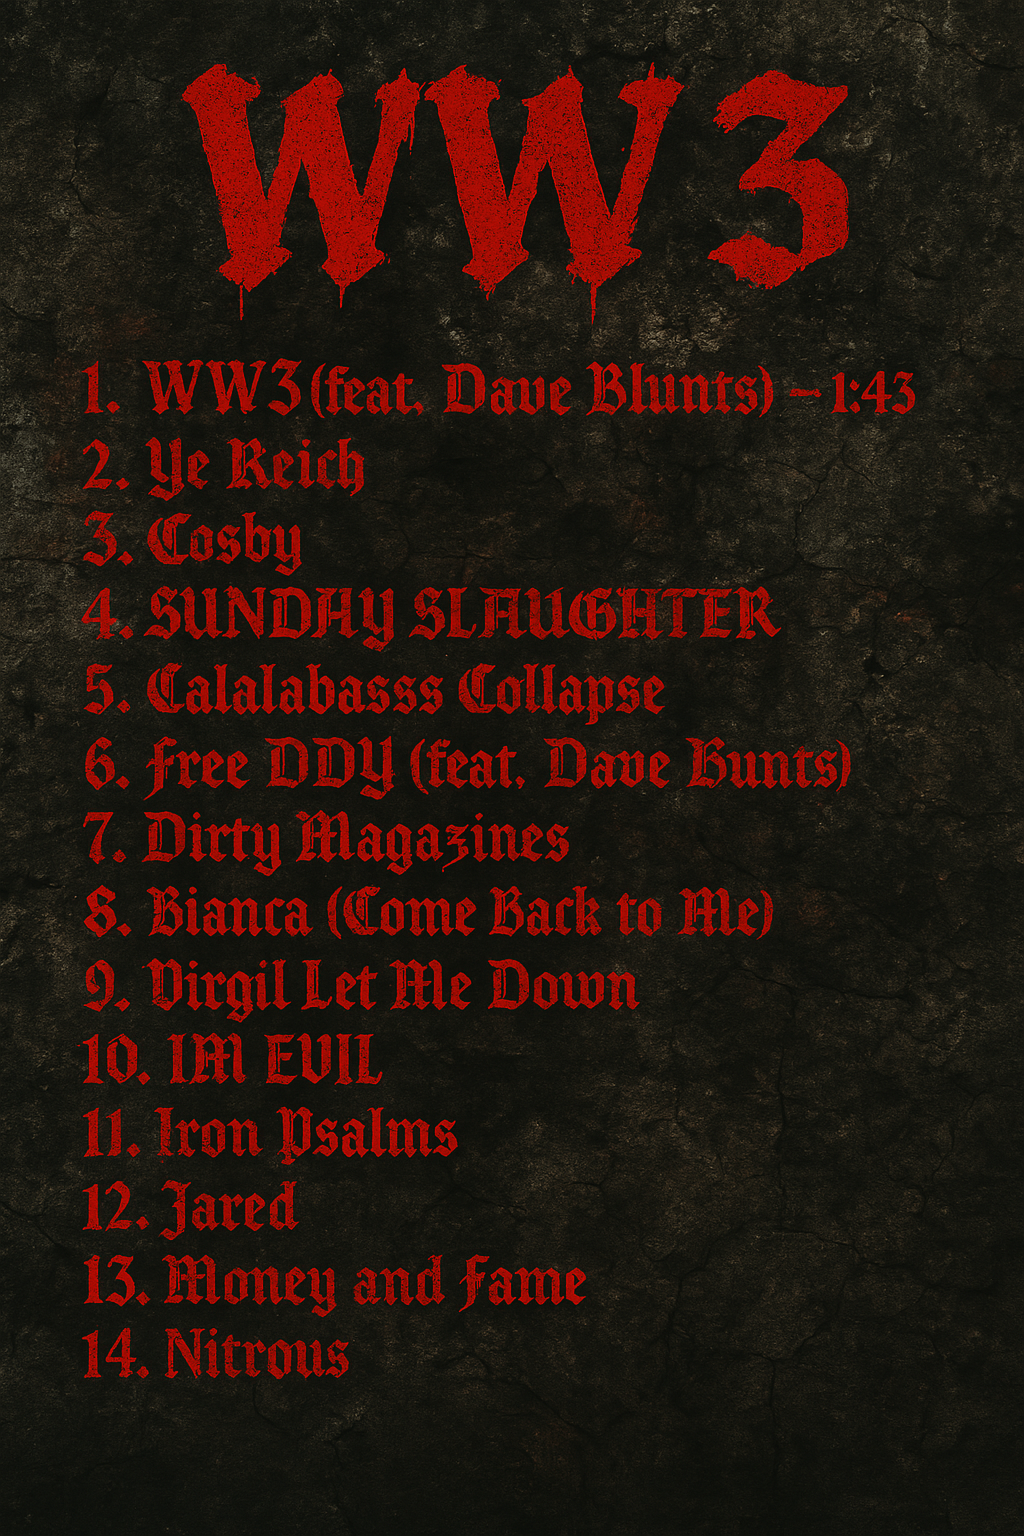 WW3
1. WW3 (feat. Dave Blunts) – 1:43
2. Ye Reich
3. Cosby
4. SUNDAY SLAUGHTER
5. Calalabasss Collapse
6. Free DDY (feat. Dave Bunts)
7. Dirty Magazines
8. Bianca (Come Back to Me)
9. Virgil Let Me Down
10. IM EVIL
11. Iron Psalms
12. Jared
13. Money and Fame
14. Nitrous